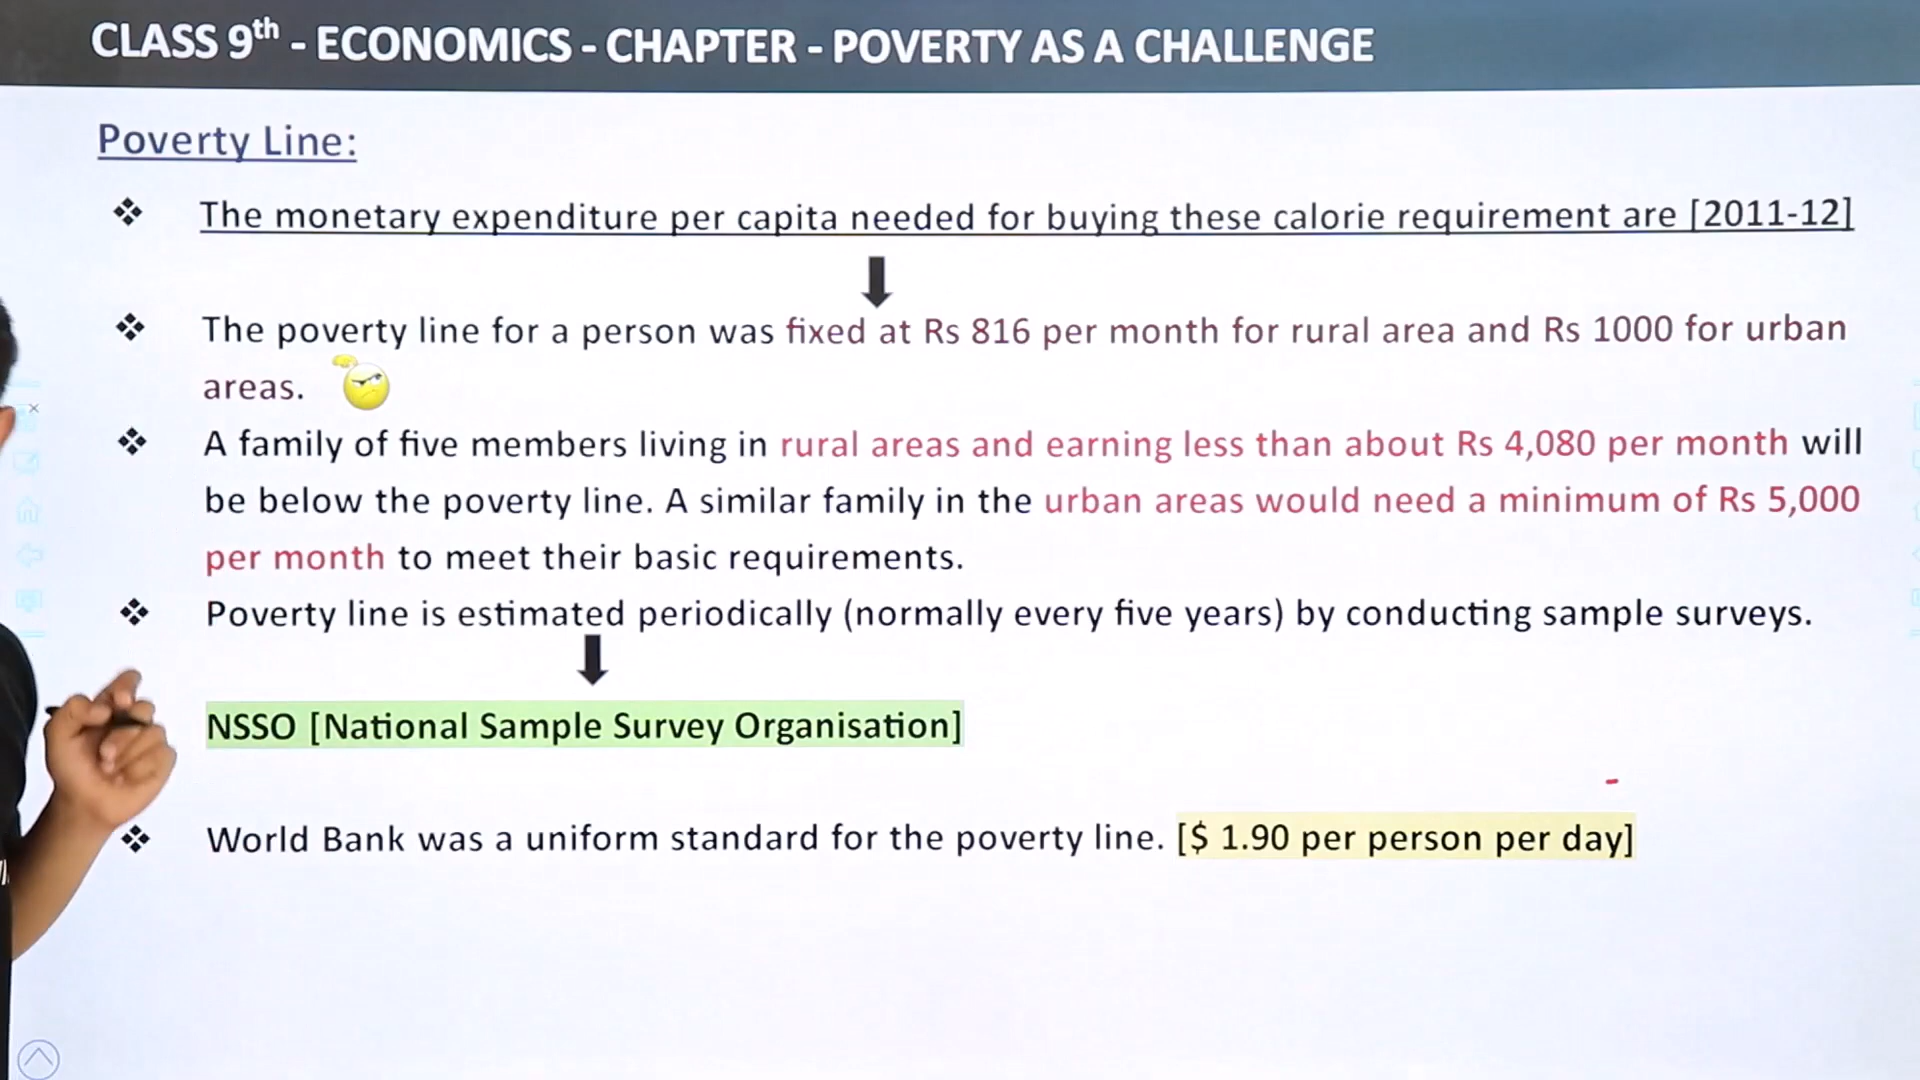 CLASS 9th - ECONOMICS - CHAPTER - POVERTY AS A CHALLENGE
Poverty Line:
❖ The monetary expenditure per capita needed for buying these calorie requirement are [2011-12]
❖ The poverty line for a person was fixed at Rs 816 per month for rural area and Rs 1000 for urban
areas.
❖ A family of five members living in rural areas and earning less than about Rs 4,080 per month will
be below the poverty line. A similar family in the urban areas would need a minimum of Rs 5,000
per month to meet their basic requirements.
❖ Poverty line is estimated periodically (normally every five years) by conducting sample surveys.
NSSO [National Sample Survey Organisation]
❖ World Bank was a uniform standard for the poverty line. [$ 1.90 per person per day]